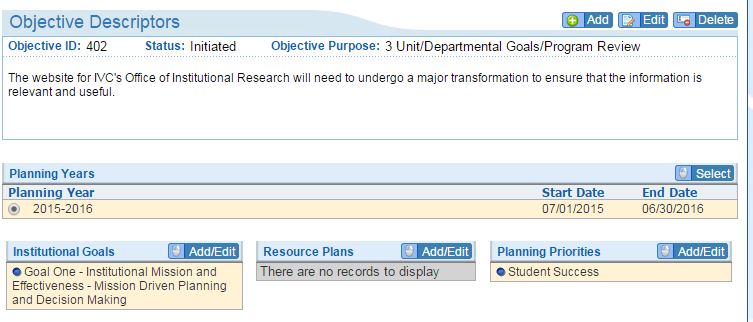 Objective Descriptors
Add Edit Delete
Objective ID: 402 Status: Initiated Objective Purpose: 3 Unit/Departmental Goals/Program Review
The website for IVC's Office of Institutional Research will need to undergo a major transformation to ensure that the information is
relevant and useful.
Planning Years Select
Planning Year Start Date End Date
2015-2016 07/01/2015 06/30/2016
Institutional Goals Add/Edit Resource Plans Add/Edit Planning Priorities Add/Edit
Goal One - Institutional Mission and There are no records to display Student Success
Effectiveness - Mission Driven Planning
and Decision Making